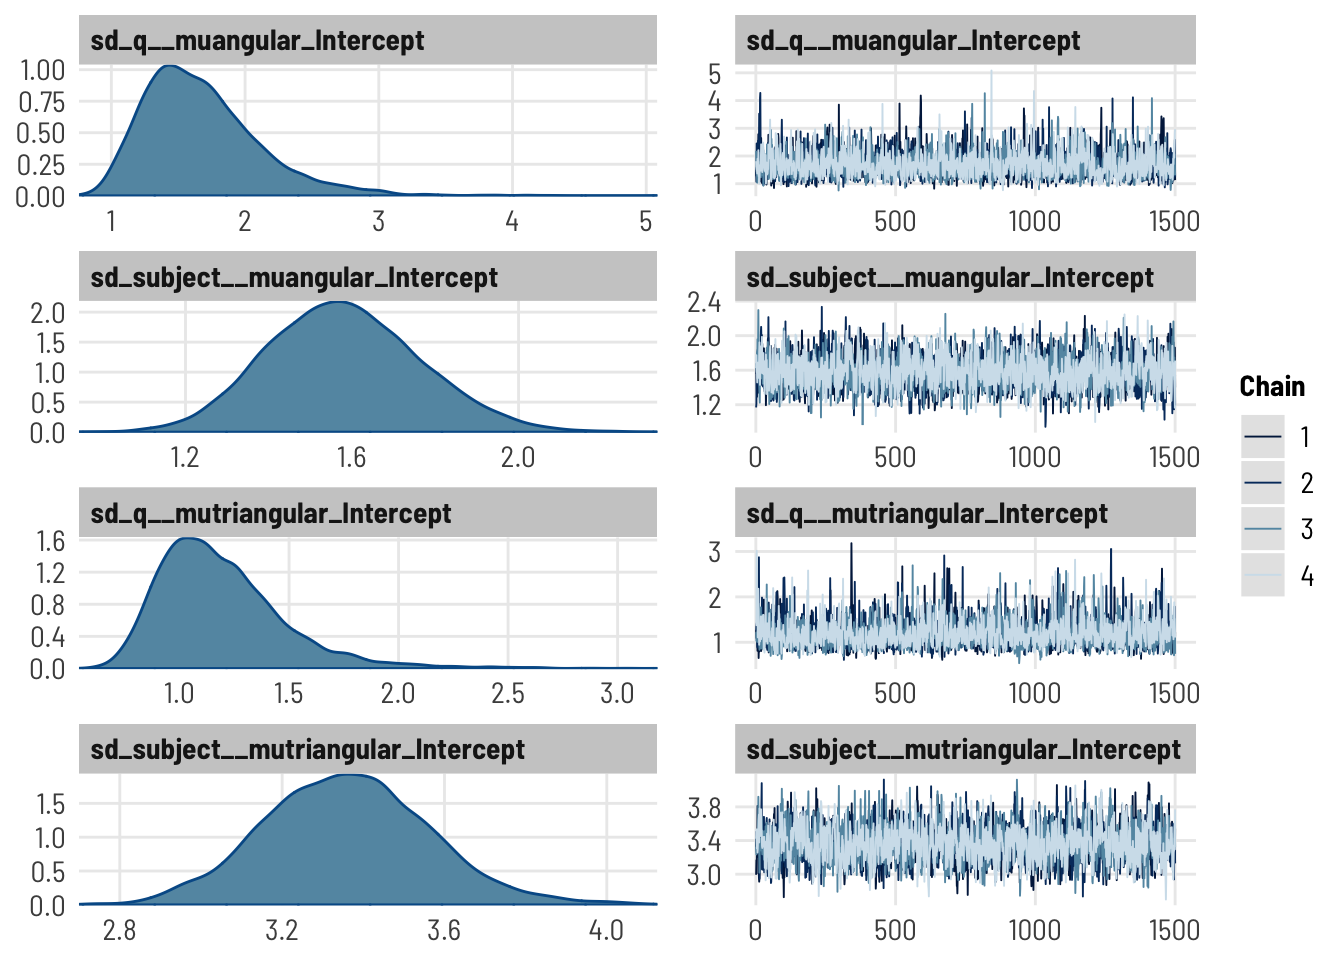 sd_q__muangular_Intercept
1.00
0.75
0.50
0.25
0.00
1 2 3 4 5
sd_q__muangular_Intercept
5
4
3
2
1
0 500 1000 1500
sd_subject__muangular_Intercept
2.0
1.5
1.0
0.5
0.0
1.2 1.6 2.0
sd_subject__muangular_Intercept
2.4
2.0
1.6
1.2
0 500 1000 1500
sd_q__mutriangular_Intercept
1.6
1.2
0.8
0.4
0.0
1.0 1.5 2.0 2.5 3.0
sd_q__mutriangular_Intercept
3
2
1
0 500 1000 1500
sd_subject__mutriangular_Intercept
1.5
1.0
0.5
0.0
2.8 3.2 3.6 4.0
sd_subject__mutriangular_Intercept
3.8
3.4
3.0
0 500 1000 1500
Chain
1
2
3
4